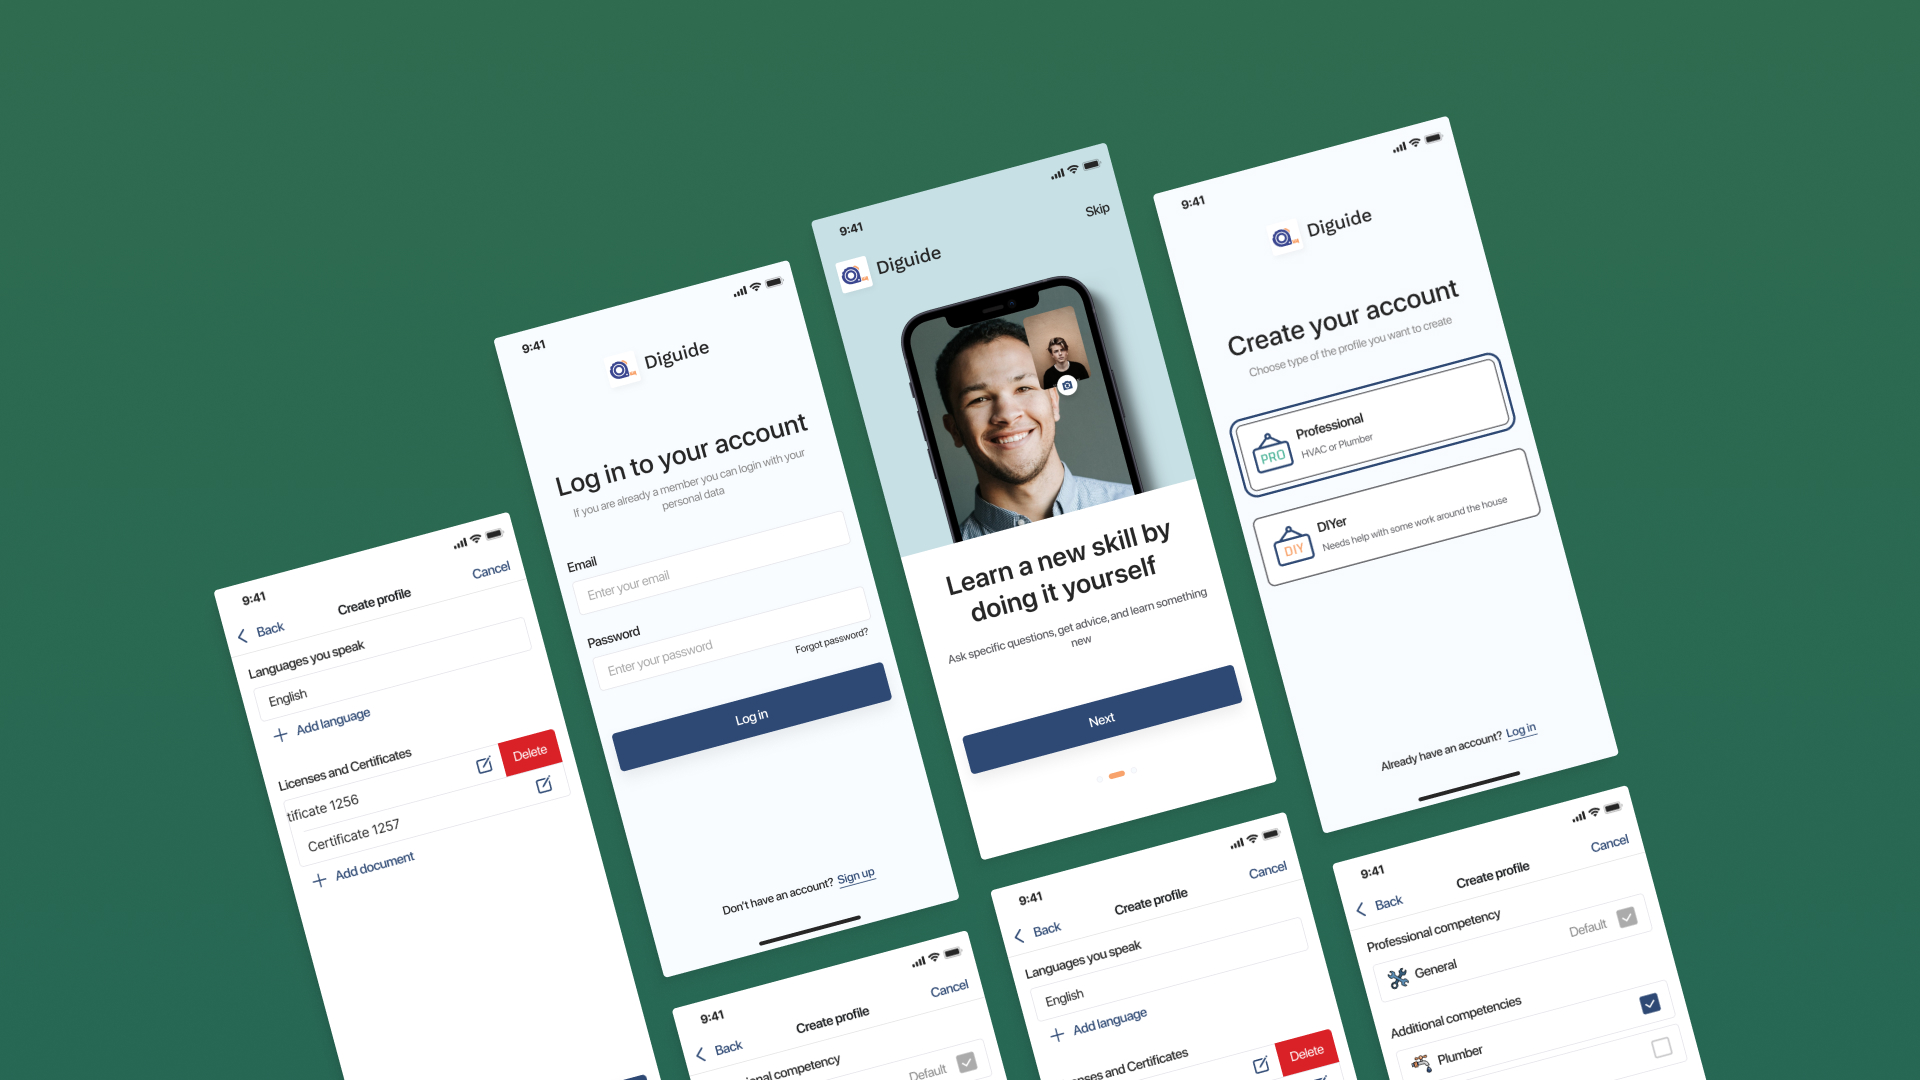 9:41
Back
Create profile
Cancel
Languages you speak
English
Add language
Licenses and Certificates
tificate 1256
Delete
Certificate 1257
Add document
9:41
Diguide
Log in to your account
If you are already a member you can login with your
personal data
Email
Enter your email
Password
Enter your password
Forgot password?
Log in
Don't have an account? Sign up
9:41
Skip
Diguide
Learn a new skill by
doing it yourself
Ask specific questions, get advice, and learn something
new
Next
9:41
Diguide
Create your account
Choose type of the profile you want to create
PRO
Professional
HVAC or Plumber
DIY
DIYer
Needs help with some work around the house
Already have an account? Log in
9:41
Back
Create profile
Cancel
onal competency
Default
9:41
Back
Create profile
Cancel
Languages you speak
English
Add language
nses and Certificates
Delete
9:41
Back
Create profile
Cancel
Professional competency
General
Default
Additional competencies
Plumber